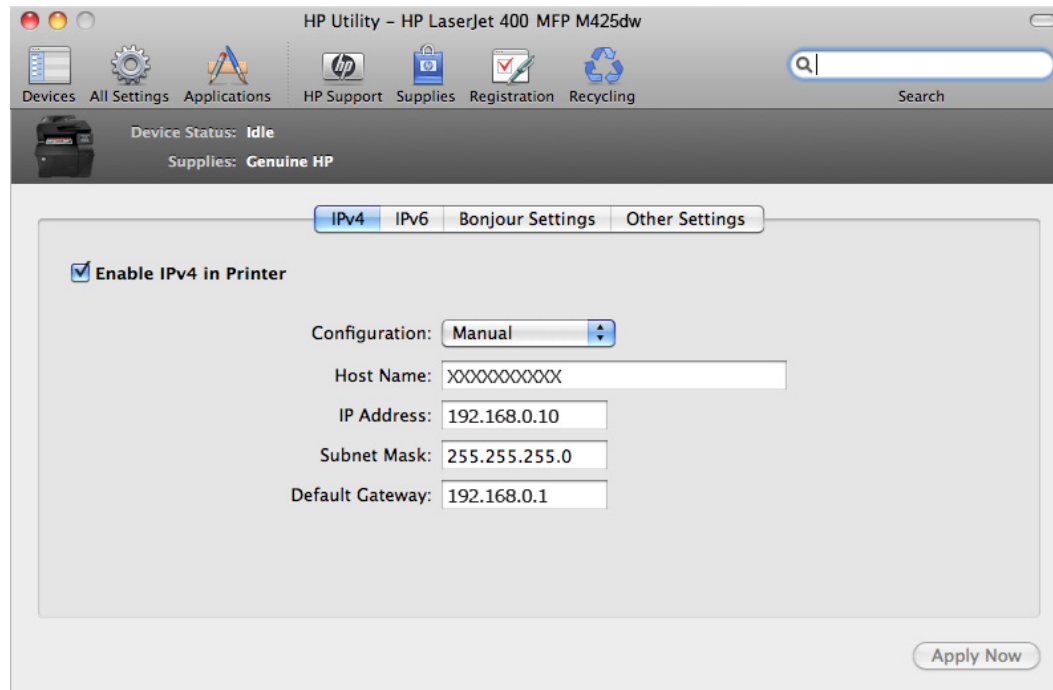 HP Utility – HP LaserJet 400 MFP M425dw
Devices All Settings Applications HP Support Supplies Registration Recycling Search
Device Status: Idle
Supplies: Genuine HP
IPv4 IPv6 Bonjour Settings Other Settings
Enable IPv4 in Printer
Configuration: Manual
Host Name: XXXXXXXXXX
IP Address: 192.168.0.10
Subnet Mask: 255.255.255.0
Default Gateway: 192.168.0.1
Apply Now